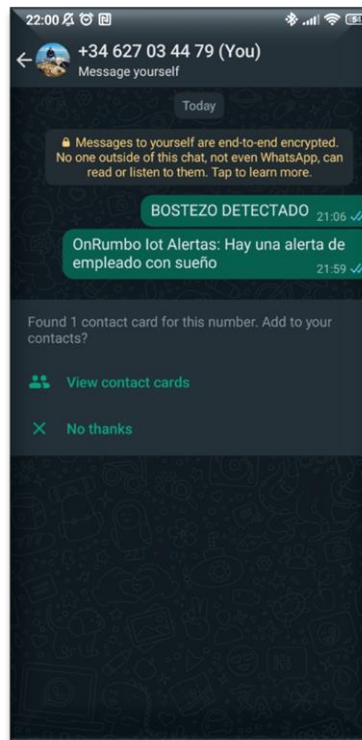 22:00
+34 627 03 44 79 (You)
Message yourself
Today
Messages to yourself are end-to-end encrypted.
No one outside of this chat, not even WhatsApp, can
read or listen to them. Tap to learn more.
BOSTEZO DETECTADO 21:06
OnRumbo Iot Alertas: Hay una alerta de
empleado con sueño 21:59
Found 1 contact card for this number. Add to your
contacts?
View contact cards
No thanks